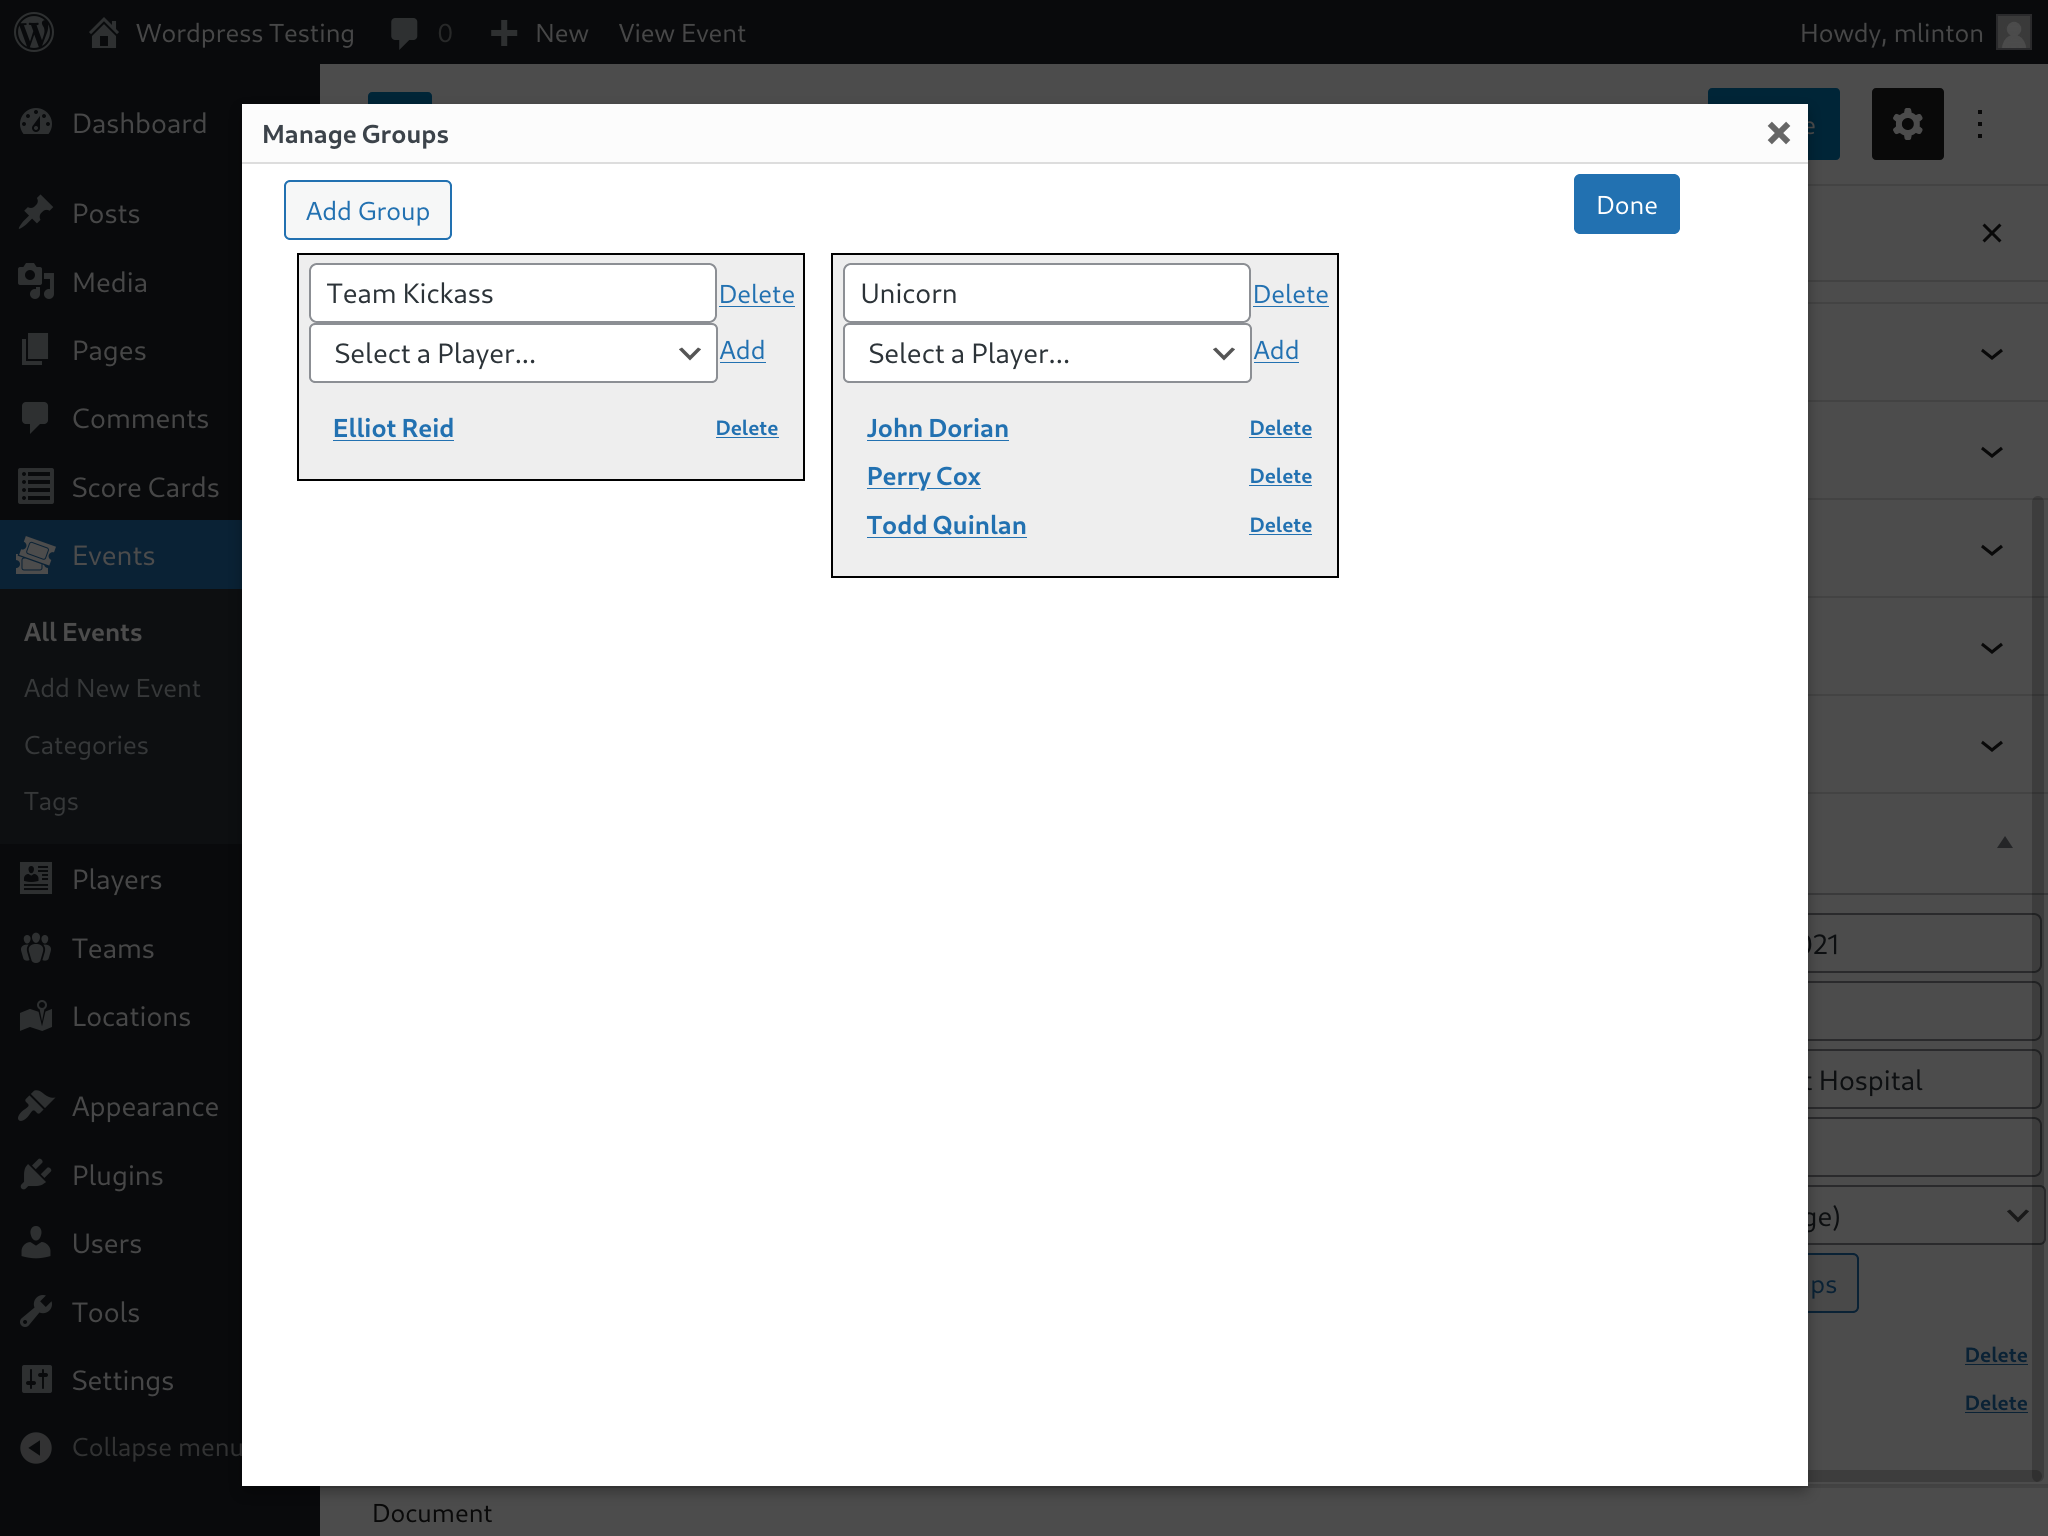 Wordpress Testing 0 New View Event Howdy, mlinton
Dashboard
Posts
Media
Pages
Comments
Score Cards
Events
All Events
Add New Event
Categories
Tags
Players
Teams
Locations
Appearance
Plugins
Users
Tools
Settings
Collapse menu
Manage Groups
Add Group Done
Team Kickass Delete
Select a Player... Add
Elliot Reid Delete
Unicorn Delete
Select a Player... Add
John Dorian Delete
Perry Cox Delete
Todd Quinlan Delete
021
Hospital
ge)
ps
Delete
Delete
Document